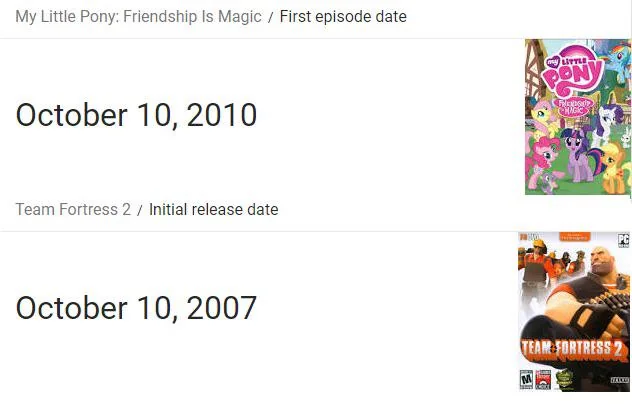 My Little Pony: Friendship Is Magic / First episode date
my LITTLE
PONY
FRIENDSHIP
IS MAGIC
October 10, 2010
Team Fortress 2 / Initial release date
PC
October 10, 2007
TEAM FORTRESS 2
M
VALVE